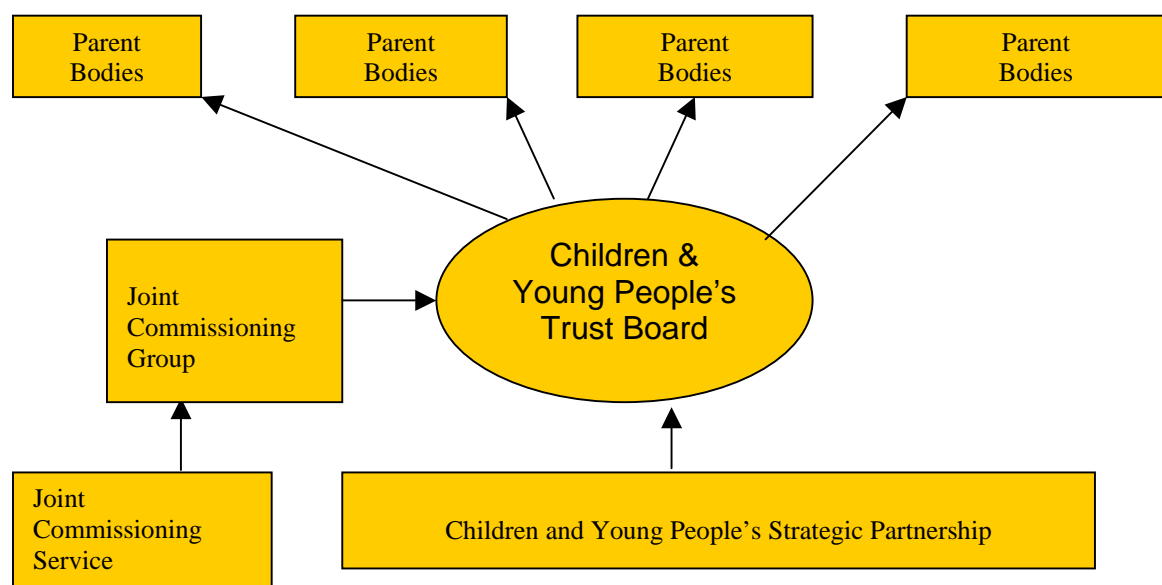 Parent
Bodies
Parent
Bodies
Parent
Bodies
Parent
Bodies
Children &
Young People’s
Trust Board
Joint
Commissioning
Group
Joint
Commissioning
Service
Children and Young People’s Strategic Partnership